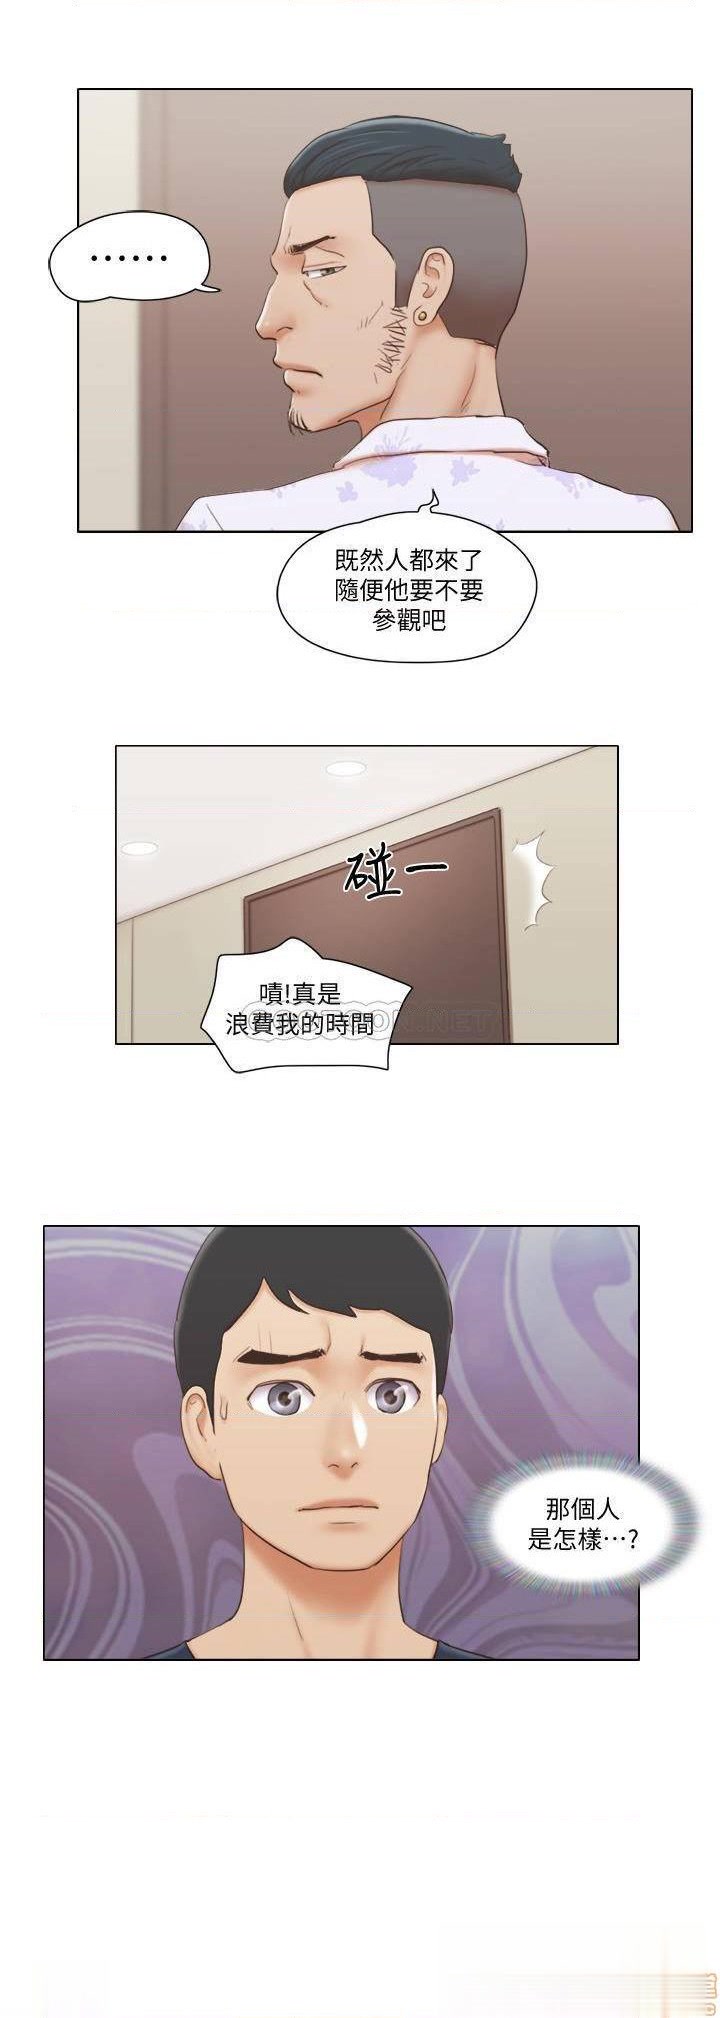 ……
既然人都來了
隨便他要不要
參觀吧
碰一
嘖!真是
浪費我的時間
那個人
是怎樣…?